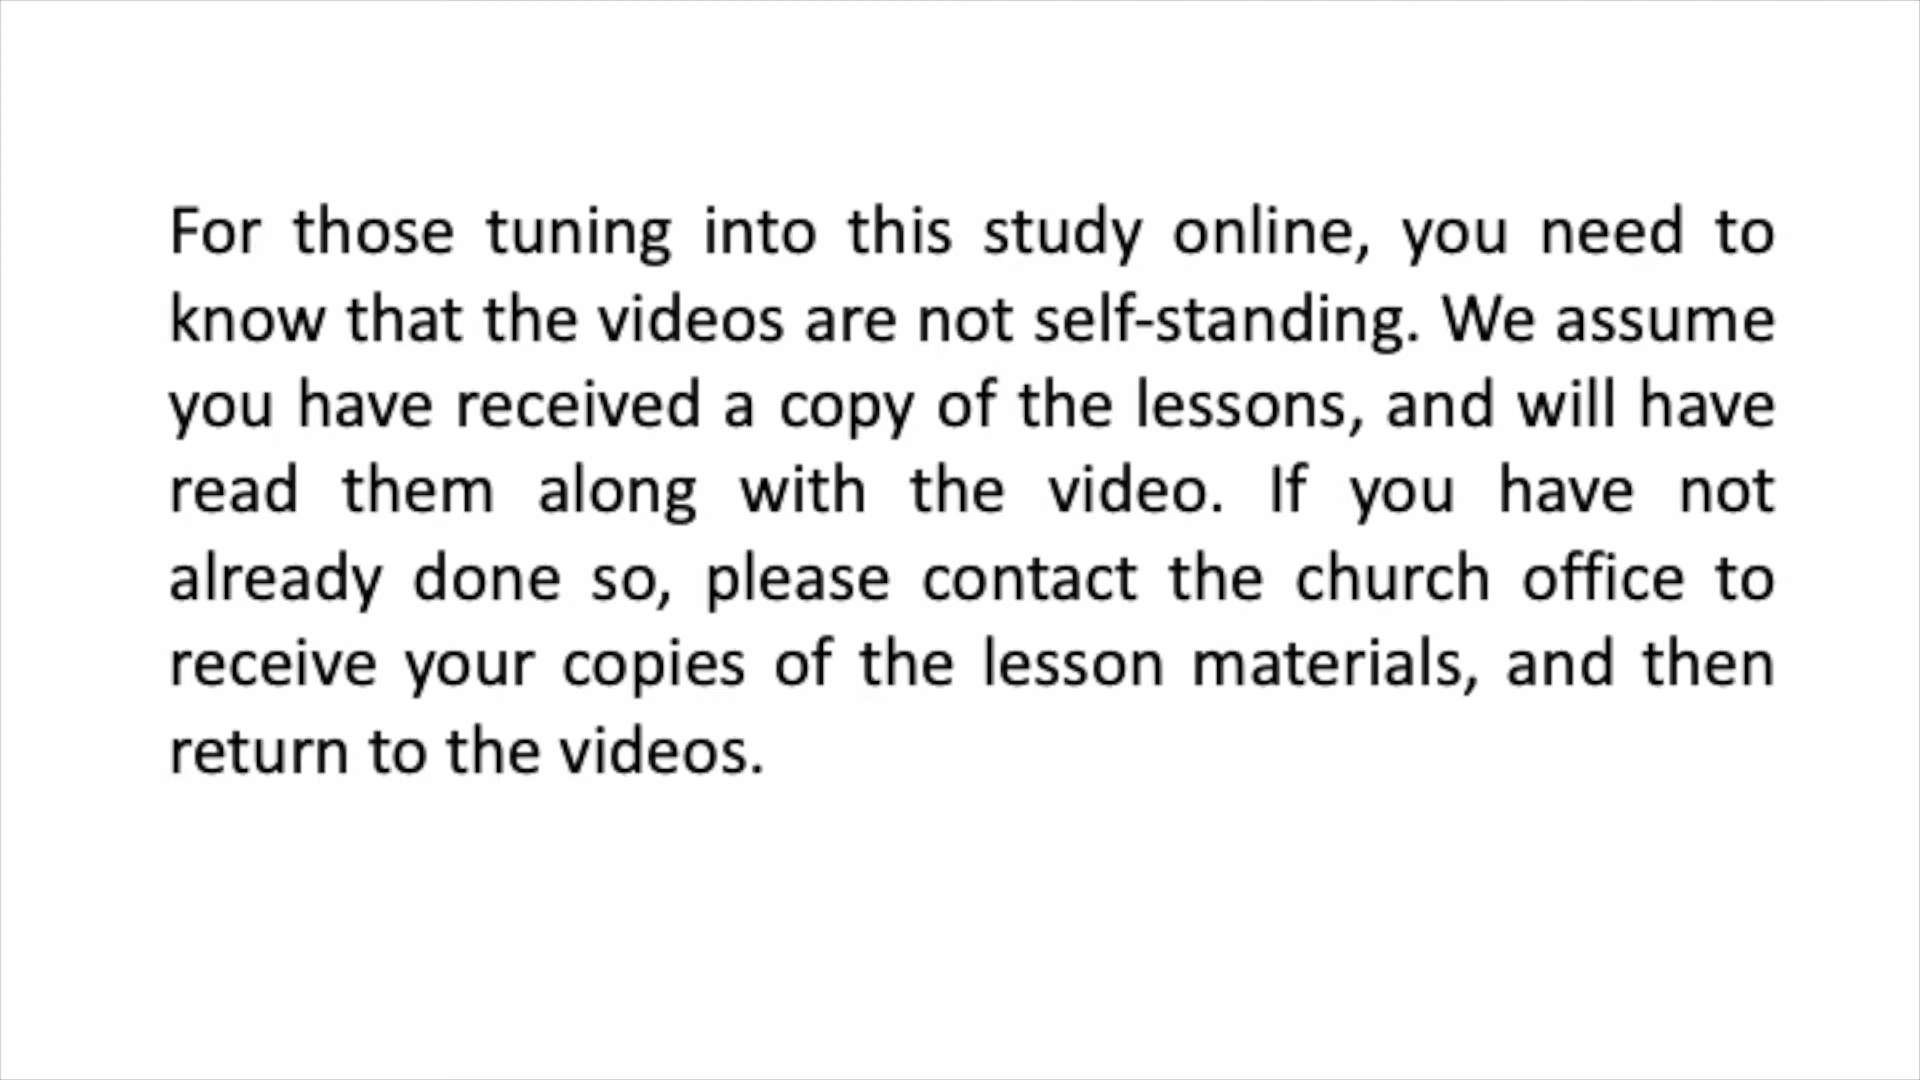 For those tuning into this study online, you need to
know that the videos are not self-standing. We assume
you have received a copy of the lessons, and will have
read them along with the video. If you have not
already done so, please contact the church office to
receive your copies of the lesson materials, and then
return to the videos.